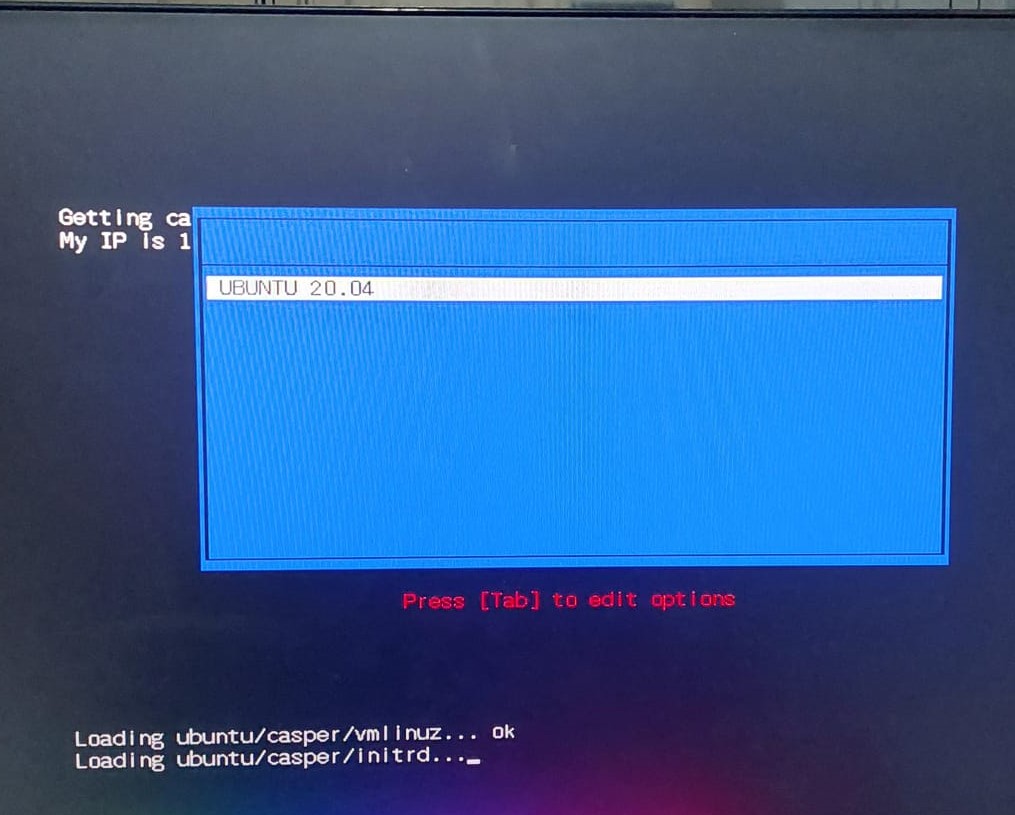 Getting ca
My IP is 1
UBUNTU 20.04
Press [Tab] to edit options
Loading ubuntu/casper/vmlinuz... ok
Loading ubuntu/casper/initrd...